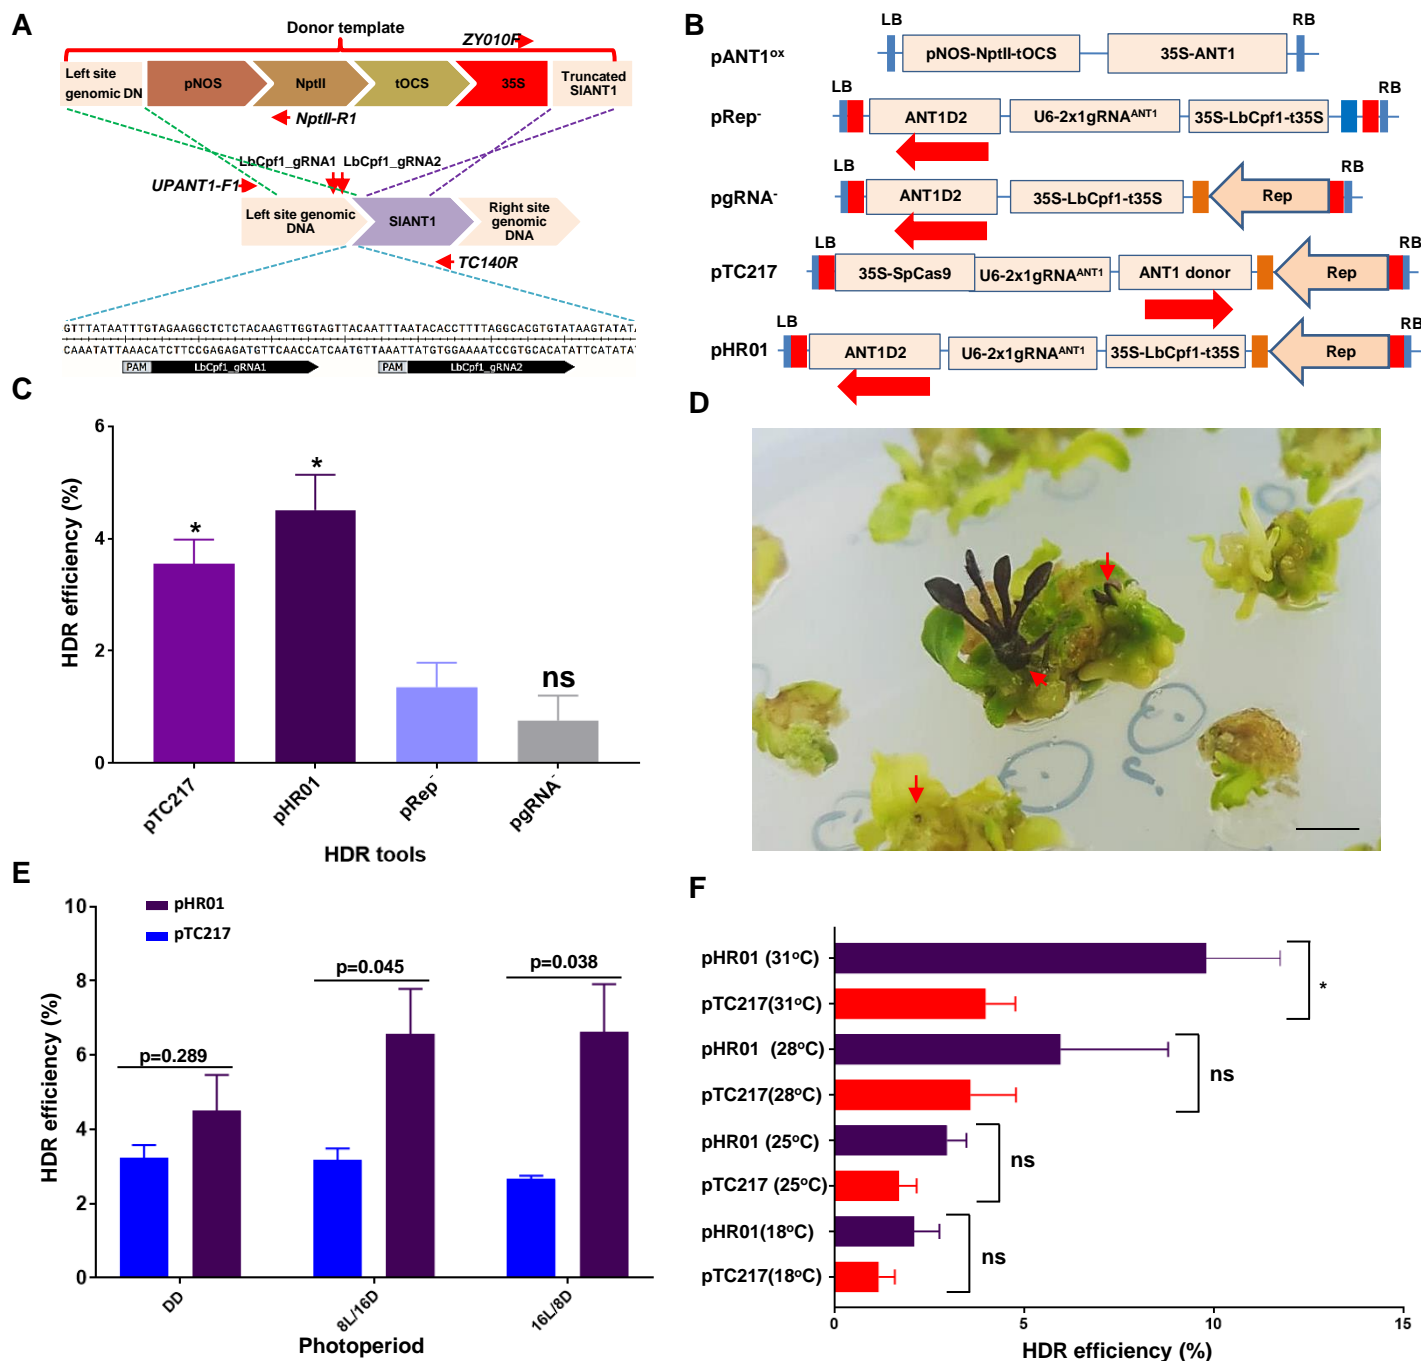 A
Donor template
ZY010F
Left site
genomic DN
pNOS
NptII
tOCS
35S
Truncated
SlANT1
NptII-R1
LbCpf1_gRNA1
LbCpf1_gRNA2
UPANT1-F1
Left site genomic
DNA
SlANT1
Right site
genomic
DNA
TC140R
GTTTATAATTTGTAGAAGGCTCTCTACAAGTTGGTAGTTACAATTTAATACACCTTTTAGGCACGTGTATAAGTATAT
CAAATATTAAACATCTTCCGAGAGATGTTCAACCATCAATGTTAAATTATGTGGAAAATCCGTGCACATATTCATATA
PAM
LbCpf1_gRNA1
PAM
LbCpf1_gRNA2
B
pANT1ox
LB
pNOS-NptII-tOCS
35S-ANT1
RB
pRep-
LB
ANT1D2
U6-2x1gRNAANT1
35S-LbCpf1-t35S
RB
pgRNA-
LB
ANT1D2
35S-LbCpf1-t35S
Rep
RB
pTC217
LB
35S-SpCas9
U6-2x1gRNAANT1
ANT1 donor
Rep
RB
pHR01
LB
ANT1D2
U6-2x1gRNAANT1
35S-LbCpf1-t35S
Rep
RB
C
HDR efficiency (%)
6
4
2
0
*
*
ns
pTC217
pHR01
pRep-
pgRNA-
HDR tools
D
E
pHR01
pTC217
HDR efficiency (%)
10
8
6
4
2
0
p=0.289
p=0.045
p=0.038
DD
8L/16D
16L/8D
Photoperiod
F
pHR01 (31oC)
pTC217(31oC)
*
pHR01 (28oC)
pTC217(28oC)
ns
pHR01 (25oC)
pTC217 (25oC)
ns
pHR01(18oC)
pTC217(18oC)
ns
0
5
10
15
HDR efficiency (%)